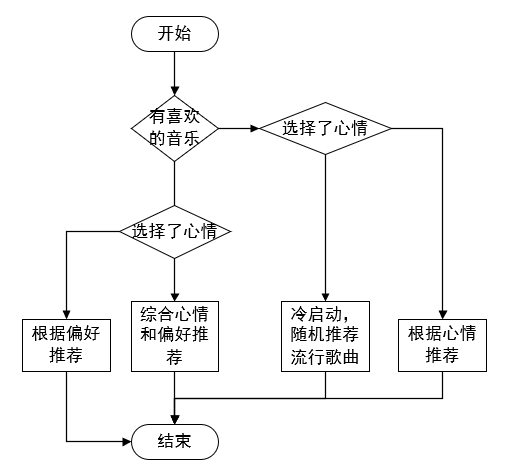 开始
有喜欢
的音乐
选择了心情
选择了心情
根据偏好
推荐
综合心情
和偏好推
荐
冷启动，
随机推荐
流行歌曲
根据心情
推荐
结束